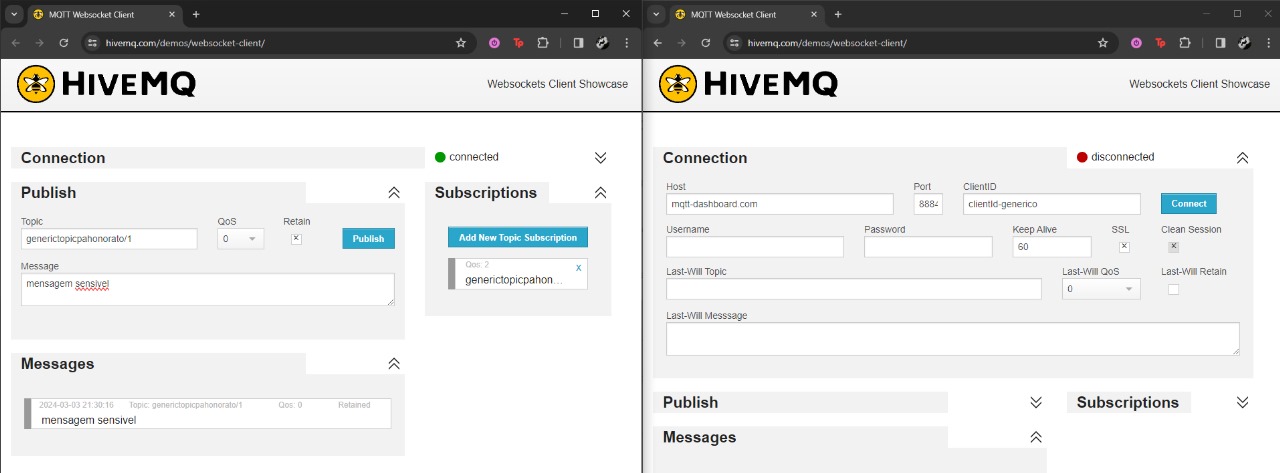 MQTT Websocket Client
hivemq.com/demos/websocket-client/
Tp
HIVEMQ
Websockets Client Showcase
Connection
connected
Publish
Subscriptions
Topic
QoS
Retain
generictopicpahonorato/1
0
Publish
Add New Topic Subscription
Message
Qos: 2
x
mensagem sensivel
generictopicpahon...
Messages
2024-03-03 21:30:16 Topic: generictopicpahonorato/1 Qos: 0 Retained
mensagem sensivel
MQTT Websocket Client
hivemq.com/demos/websocket-client/
Tp
HIVEMQ
Websockets Client Showcase
Connection
disconnected
Host
Port
ClientID
mqtt-dashboard.com
8884
clientId-generico
Connect
Username
Password
Keep Alive
SSL
Clean Session
60
Last-Will Topic
Last-Will QoS
Last-Will Retain
0
Last-Will Messsage
Publish
Subscriptions
Messages